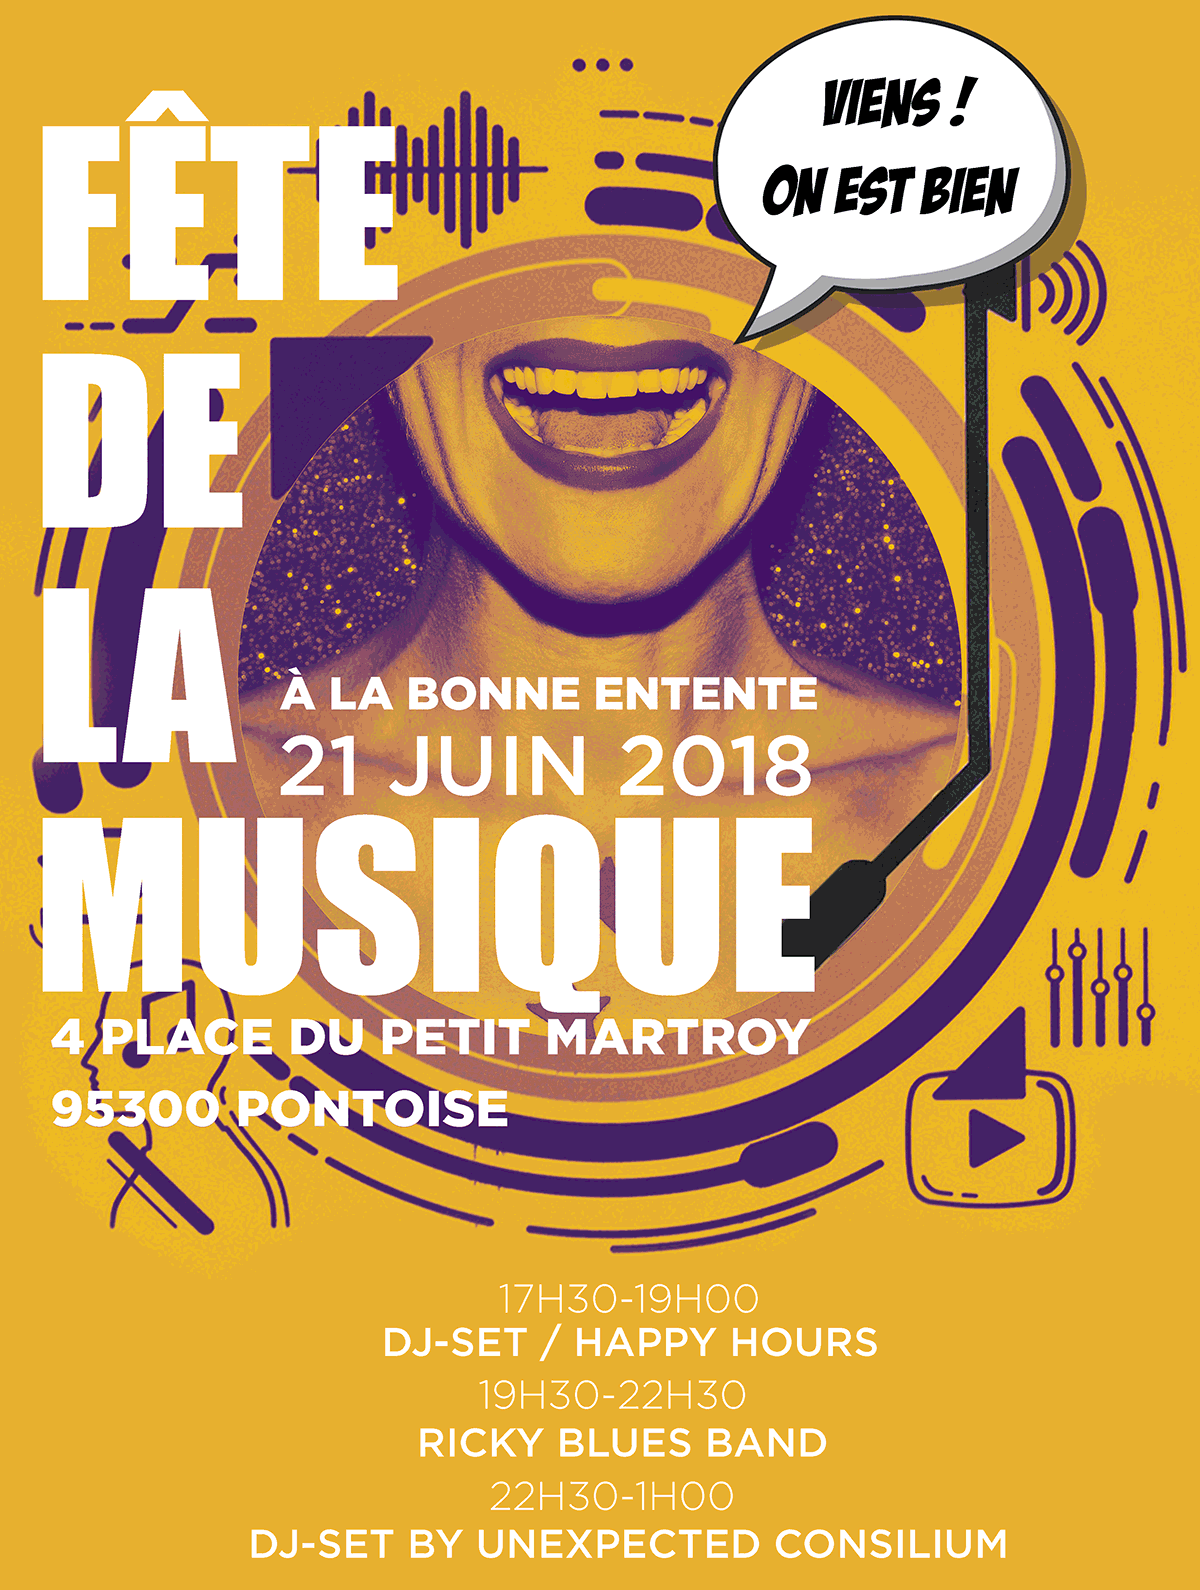 VIENS !
ON EST BIEN
FÊTE
DE
LA
À LA BONNE ENTENTE
21 JUIN 2018
MUSIQUE
4 PLACE DU PETIT MARTROY
95300 PONTOISE
17H30-19H00
DJ-SET / HAPPY HOURS
19H30-22H30
RICKY BLUES BAND
22H30-1H00
DJ-SET BY UNEXPECTED CONSILIUM